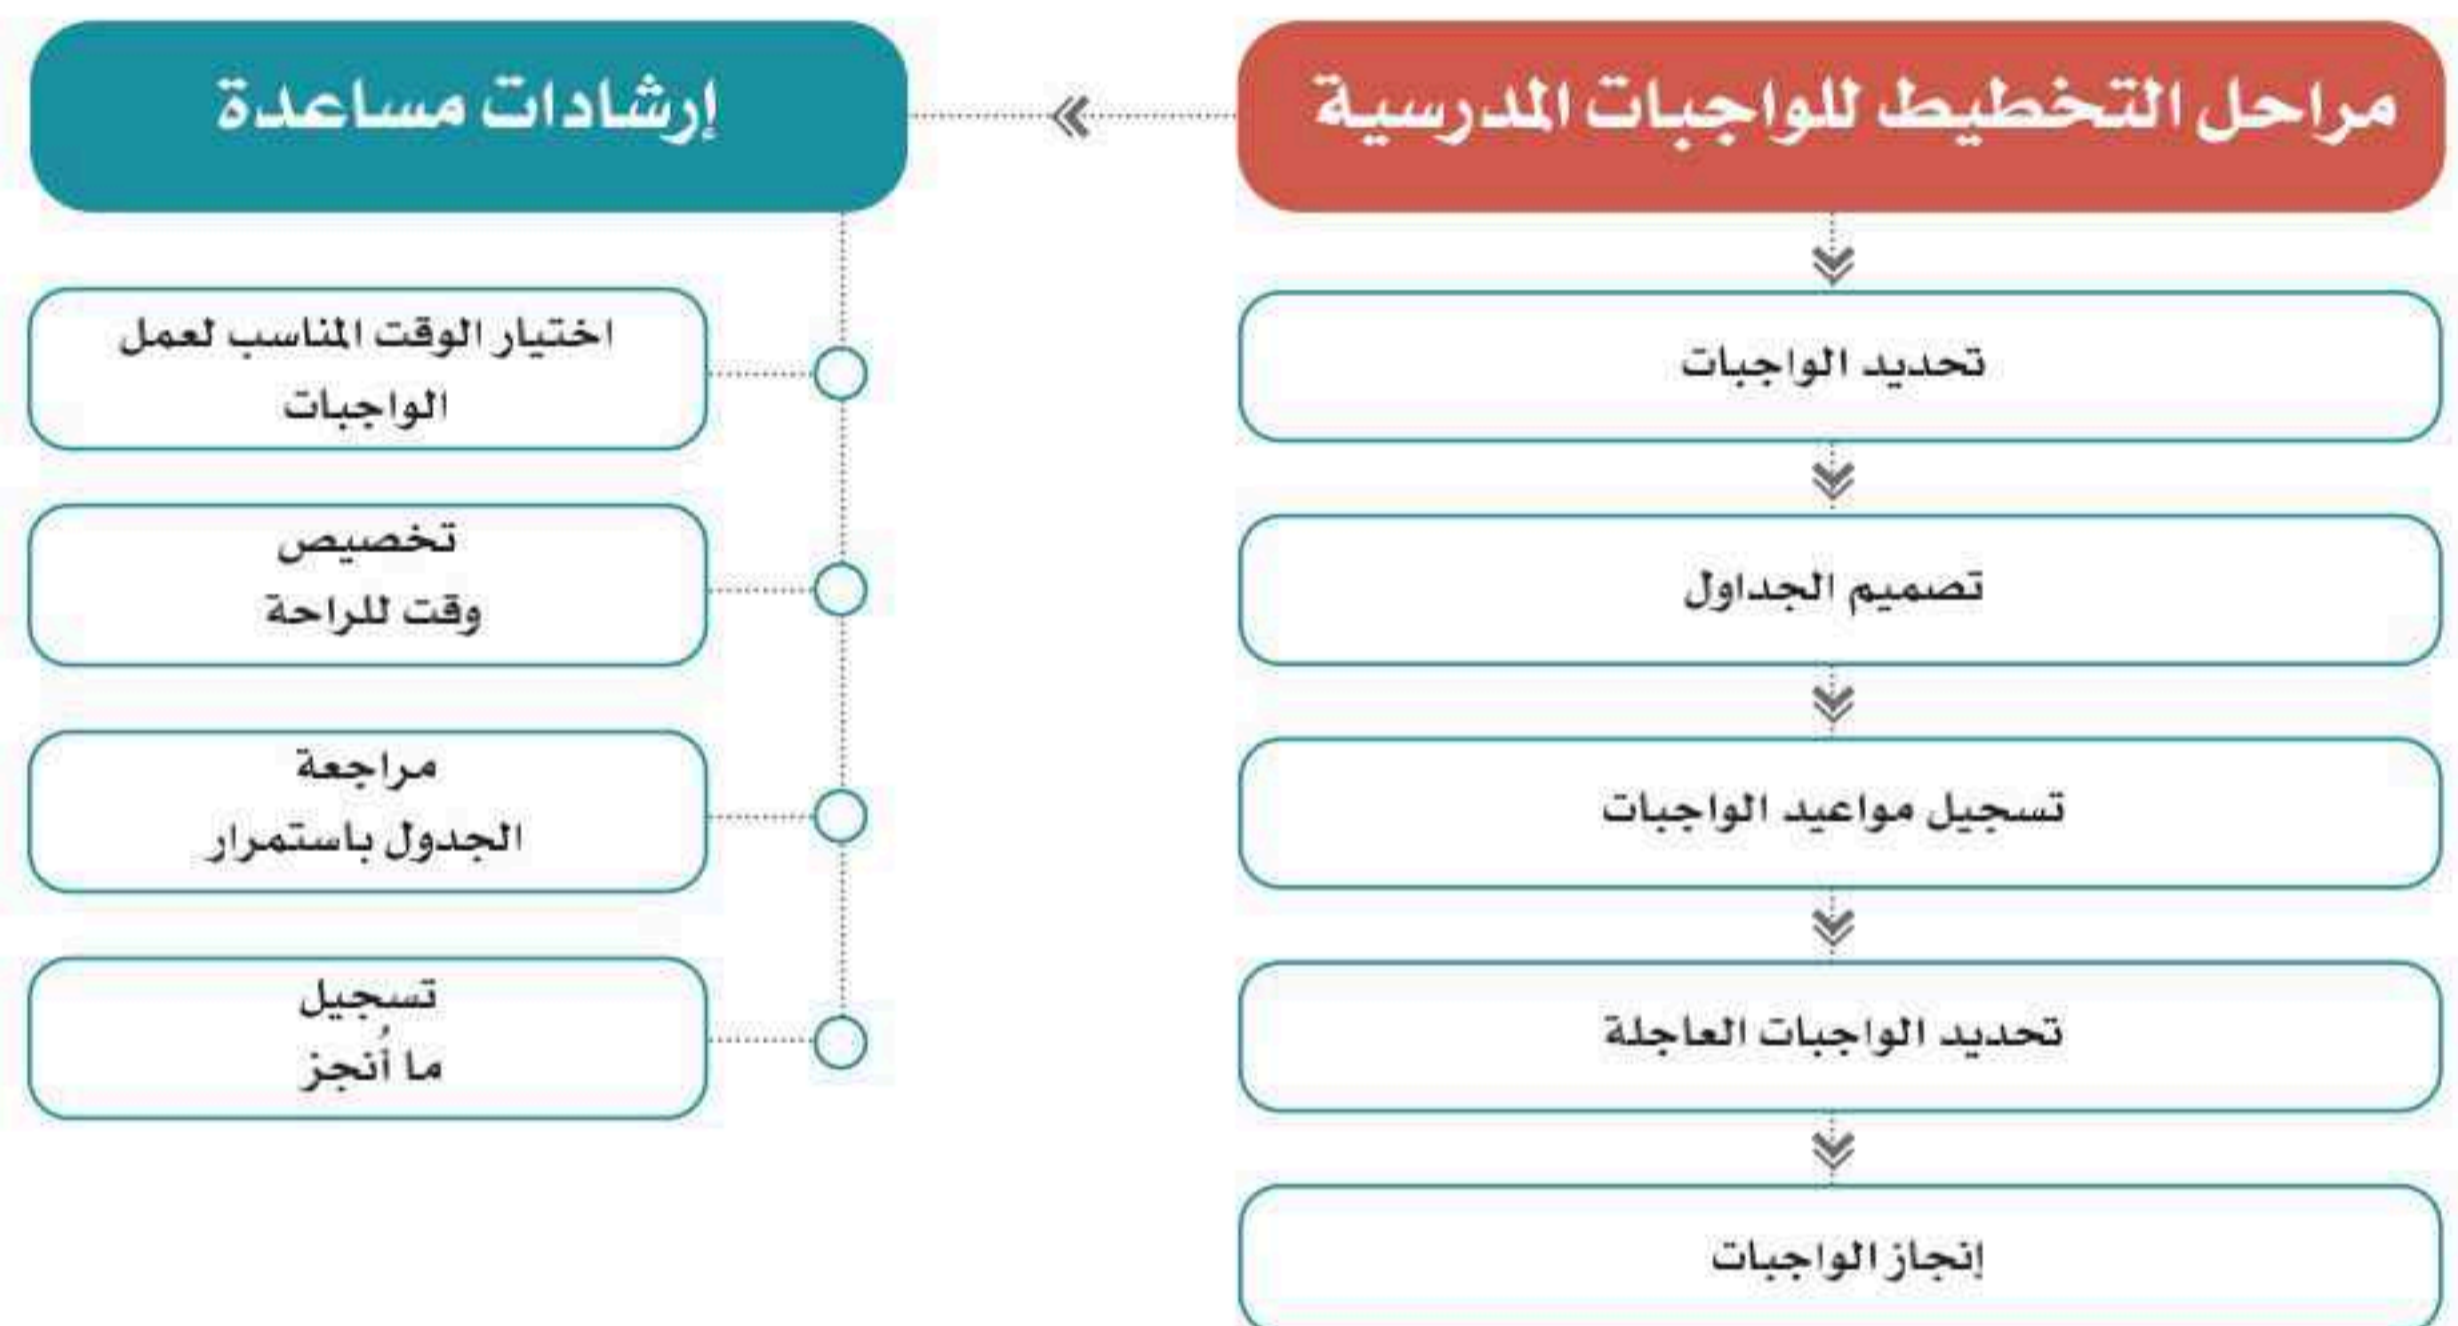 مراحل التخطيط للواجبات المدرسية
تحديد الواجبات
تصميم الجداول
تسجيل مواعيد الواجبات
تحديد الواجبات العاجلة
إنجاز الواجبات
إرشادات مساعدة
اختيار الوقت المناسب لعمل
الواجبات
تخصيص
وقت للراحة
مراجعة
الجدول باستمرار
تسجيل
ما أُنجز